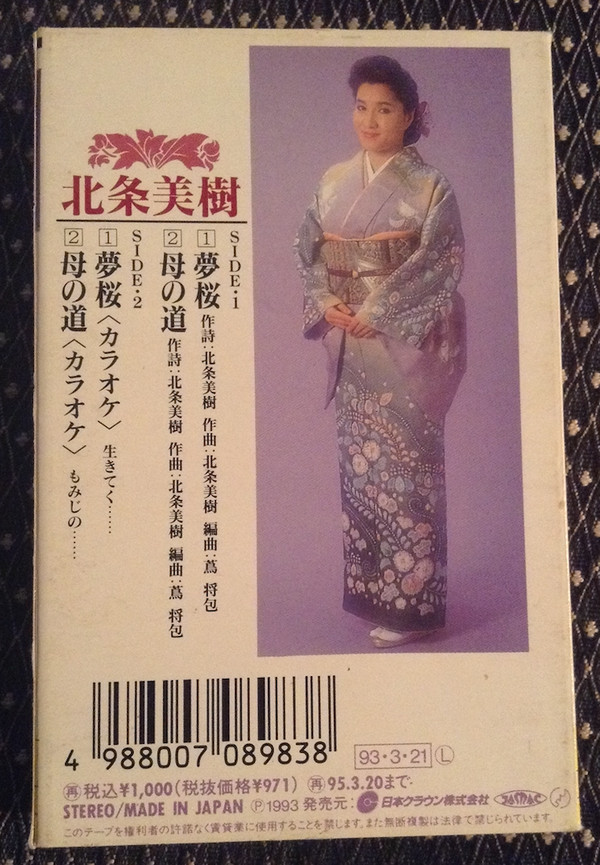 北条美樹
SIDE・1
1 夢桜 作詩:北条美樹 作曲:北条美樹 編曲:蔦 将包
2 母の道 作詩:北条美樹 作曲:北条美樹 編曲:蔦 将包
SIDE・2
1 夢桜〈カラオケ〉 生きてく……
2 母の道〈カラオケ〉 もみじの……
4 988007 089838
93・3・21 L
再 税込¥1,000(税抜価格¥971) 再 95.3.20まで
STEREO/MADE IN JAPAN Ⓟ1993 発売元: 日本クラウン株式会社 JASRAC
このテープを権利者の許諾なく賃貸業に使用することを禁じます。また無断複製は法律で禁じられています。